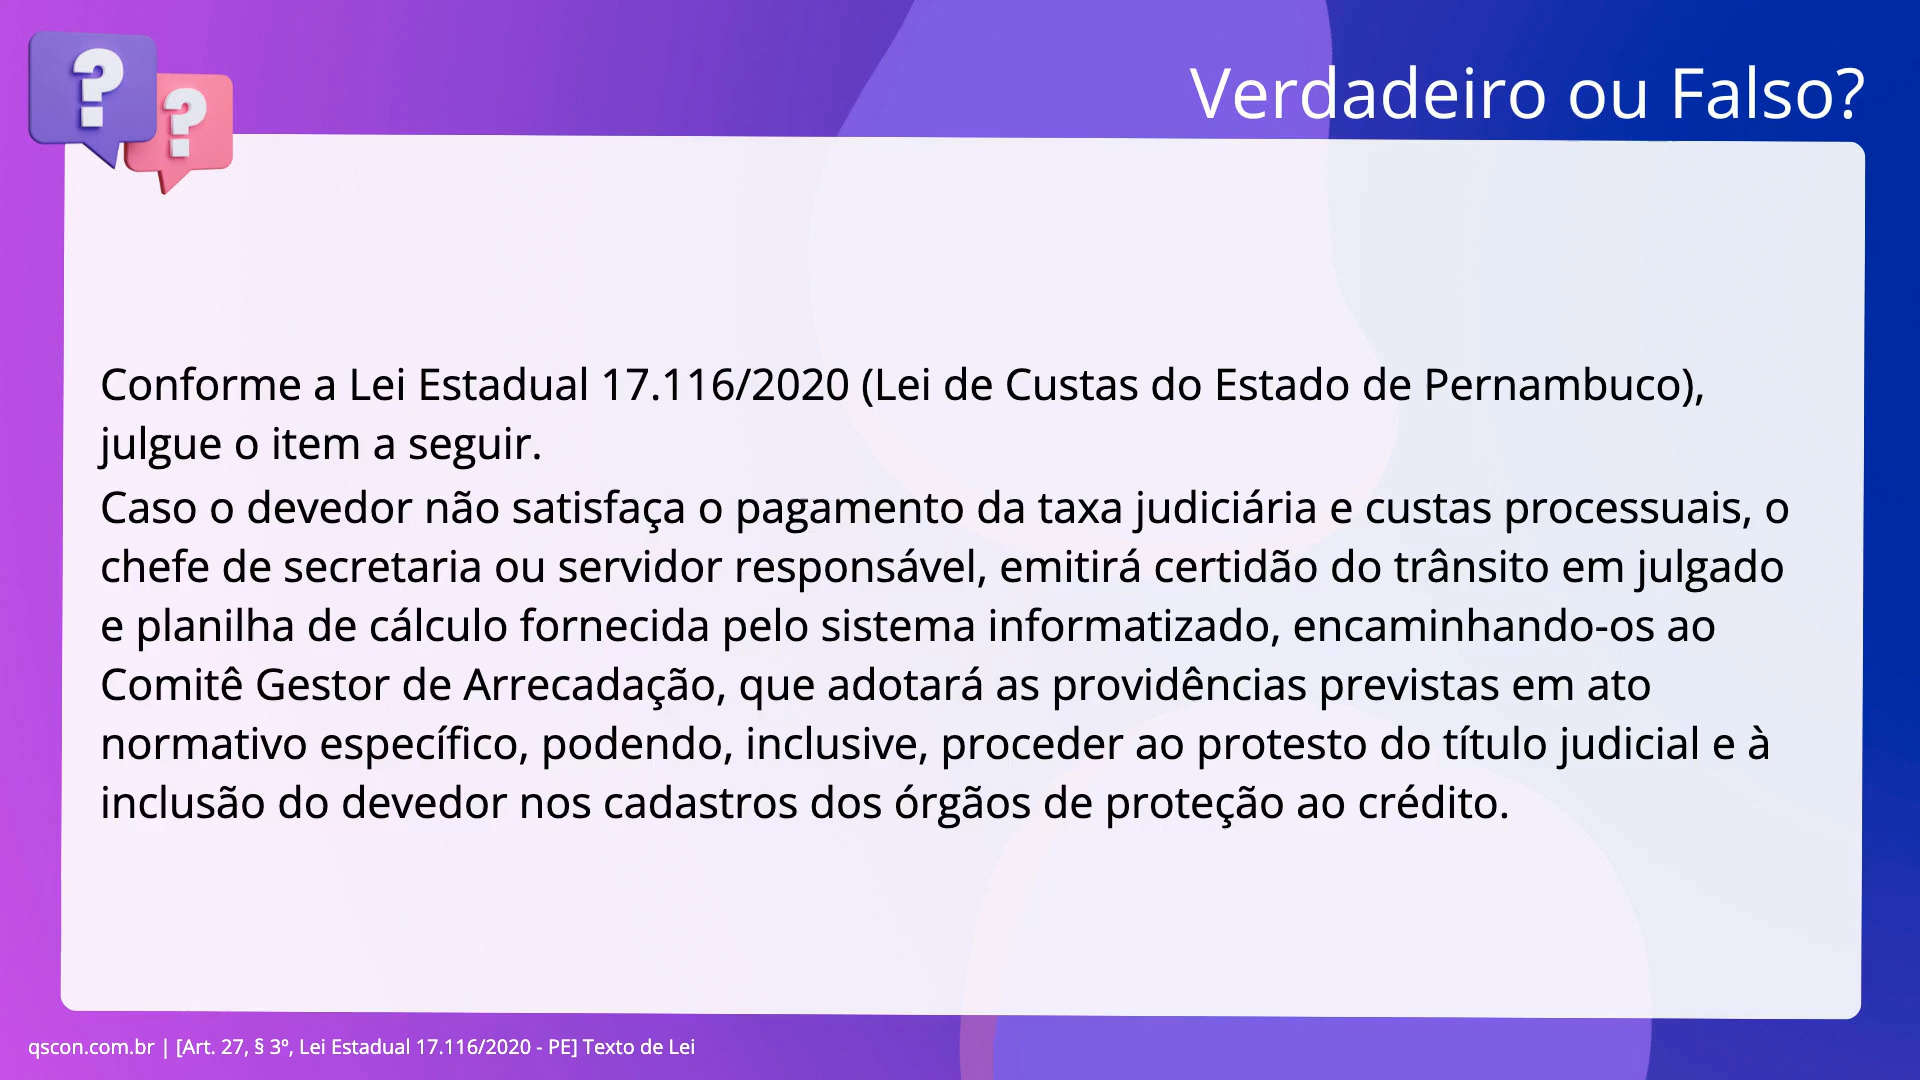 Verdadeiro ou Falso?
Conforme a Lei Estadual 17.116/2020 (Lei de Custas do Estado de Pernambuco),
julgue o item a seguir.
Caso o devedor não satisfaça o pagamento da taxa judiciária e custas processuais, o
chefe de secretaria ou servidor responsável, emitirá certidão do trânsito em julgado
e planilha de cálculo fornecida pelo sistema informatizado, encaminhando-os ao
Comitê Gestor de Arrecadação, que adotará as providências previstas em ato
normativo específico, podendo, inclusive, proceder ao protesto do título judicial e à
inclusão do devedor nos cadastros dos órgãos de proteção ao crédito.
qscon.com.br | [Art. 27, § 3º, Lei Estadual 17.116/2020 - PE] Texto de Lei